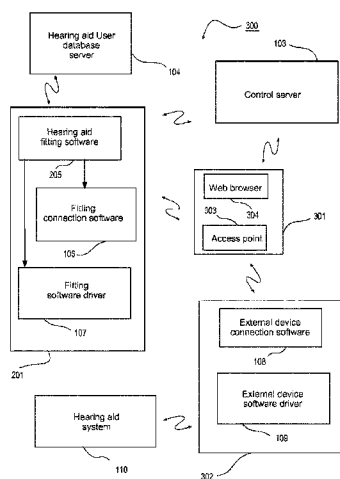 300
Hearing aid User
database
server
104
103
Control server
Hearing aid
fitting software
205
Fitting
connection software
106
Fitting
software driver
107
201
Web browser
303
304
Access point
301
External device
connection software
108
External device
software driver
109
302
Hearing aid
system
110